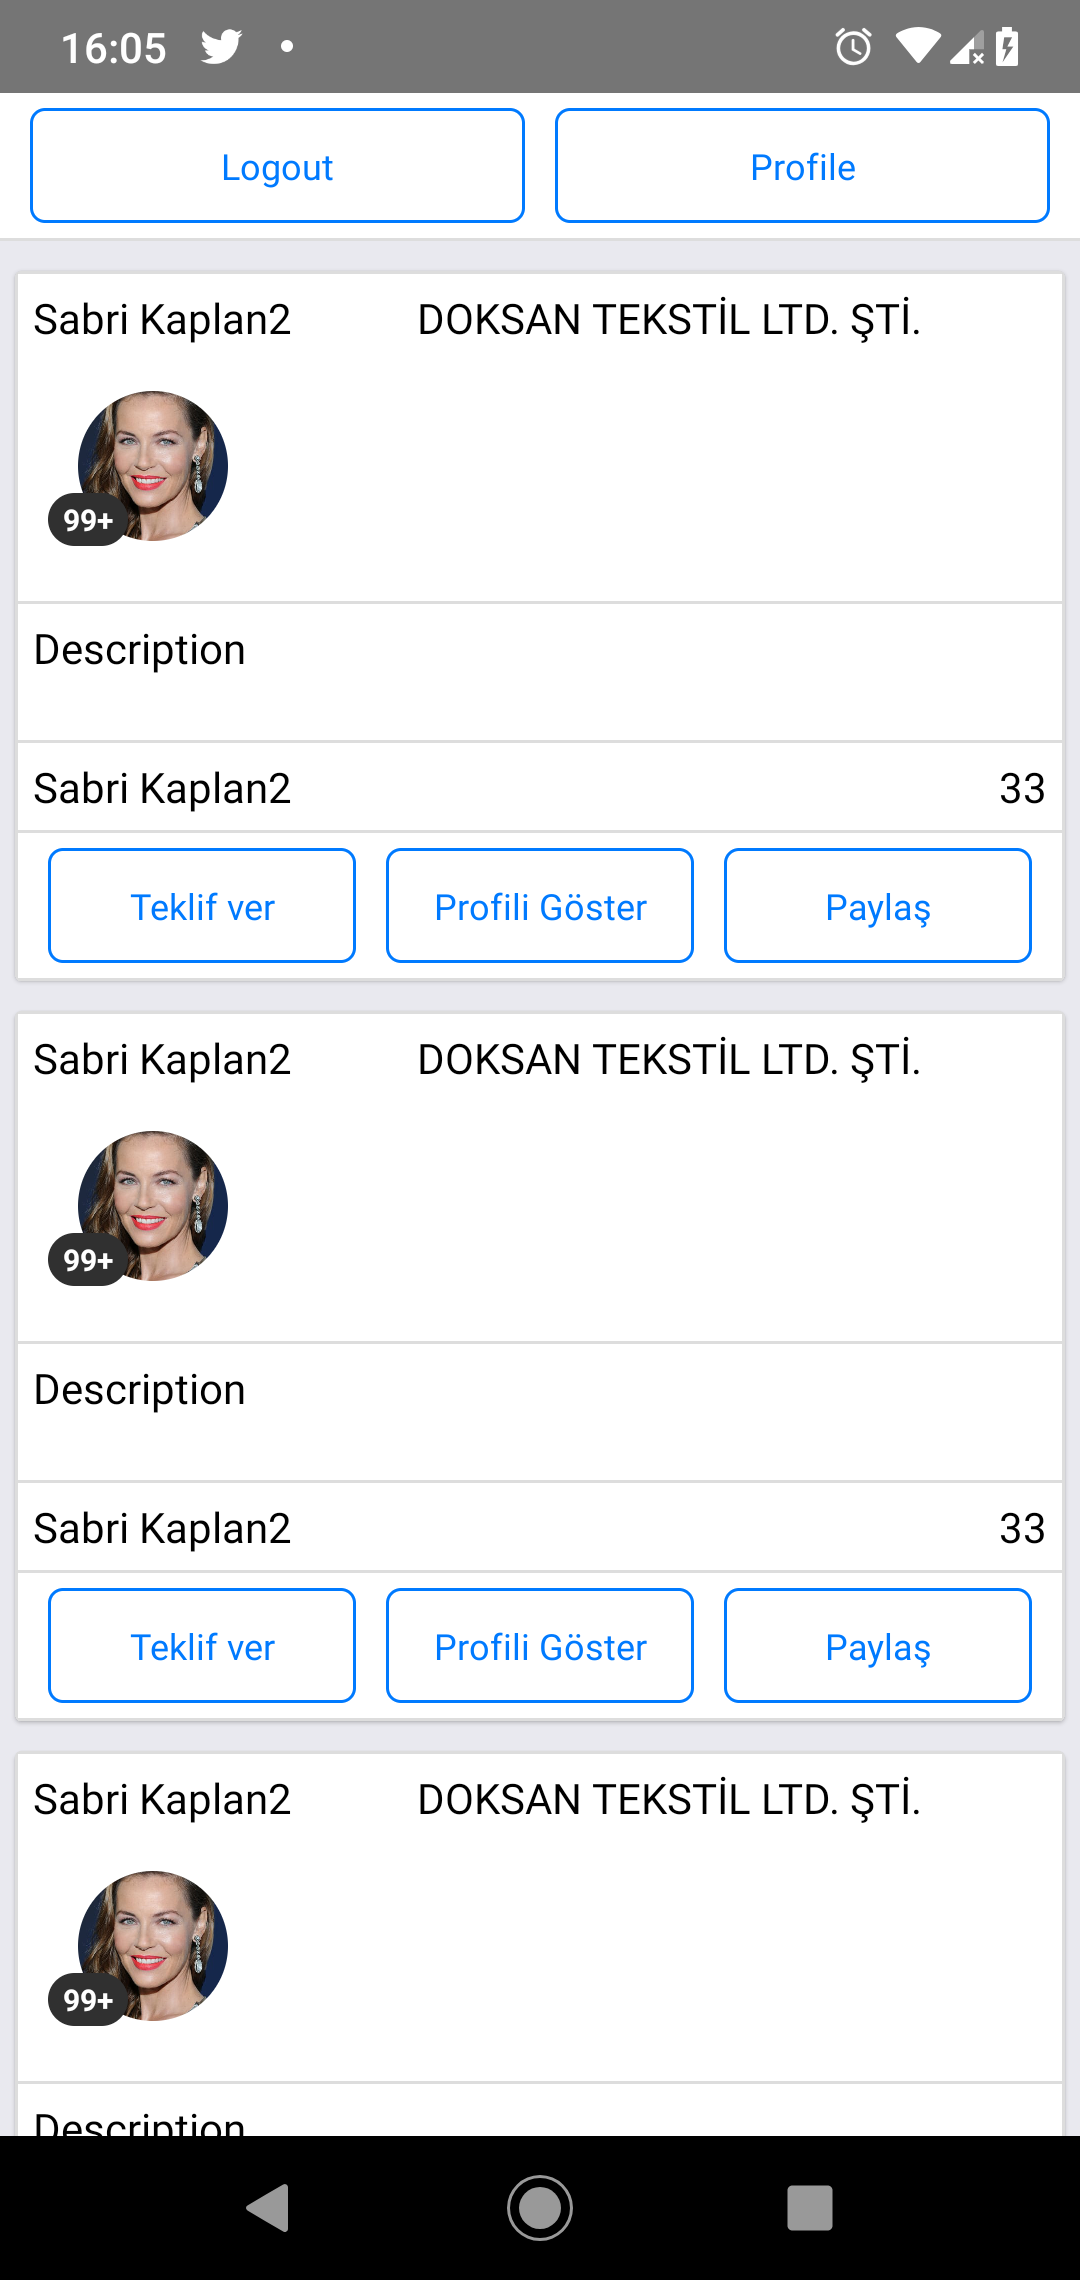 16:05
Logout Profile
Sabri Kaplan2 DOKSAN TEKSTİL LTD. ŞTİ.
99+
Description
Sabri Kaplan2 33
Teklif ver Profili Göster Paylaş
Sabri Kaplan2 DOKSAN TEKSTİL LTD. ŞTİ.
99+
Description
Sabri Kaplan2 33
Teklif ver Profili Göster Paylaş
Sabri Kaplan2 DOKSAN TEKSTİL LTD. ŞTİ.
99+
Description